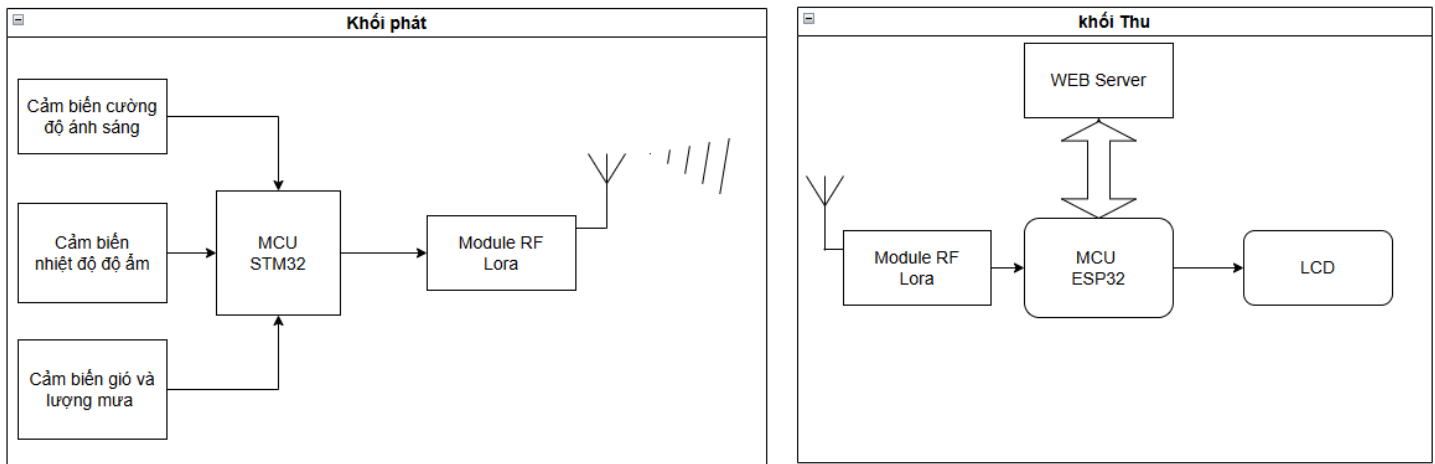 Khối phát
Cảm biến cường
độ ánh sáng
Cảm biến
nhiệt độ độ ẩm
Cảm biến gió và
lượng mưa
MCU
STM32
Module RF
Lora
khối Thu
WEB Server
Module RF
Lora
MCU
ESP32
LCD